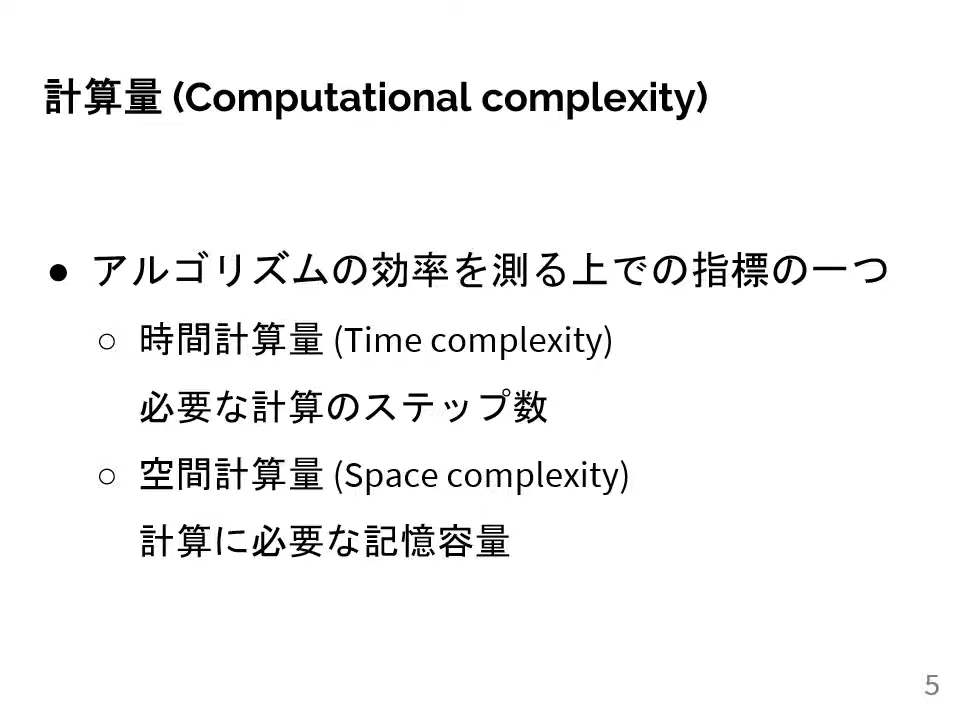 計算量 (Computational complexity)
● アルゴリズムの効率を測る上での指標の一つ
○ 時間計算量 (Time complexity)
必要な計算のステップ数
○ 空間計算量 (Space complexity)
計算に必要な記憶容量
5